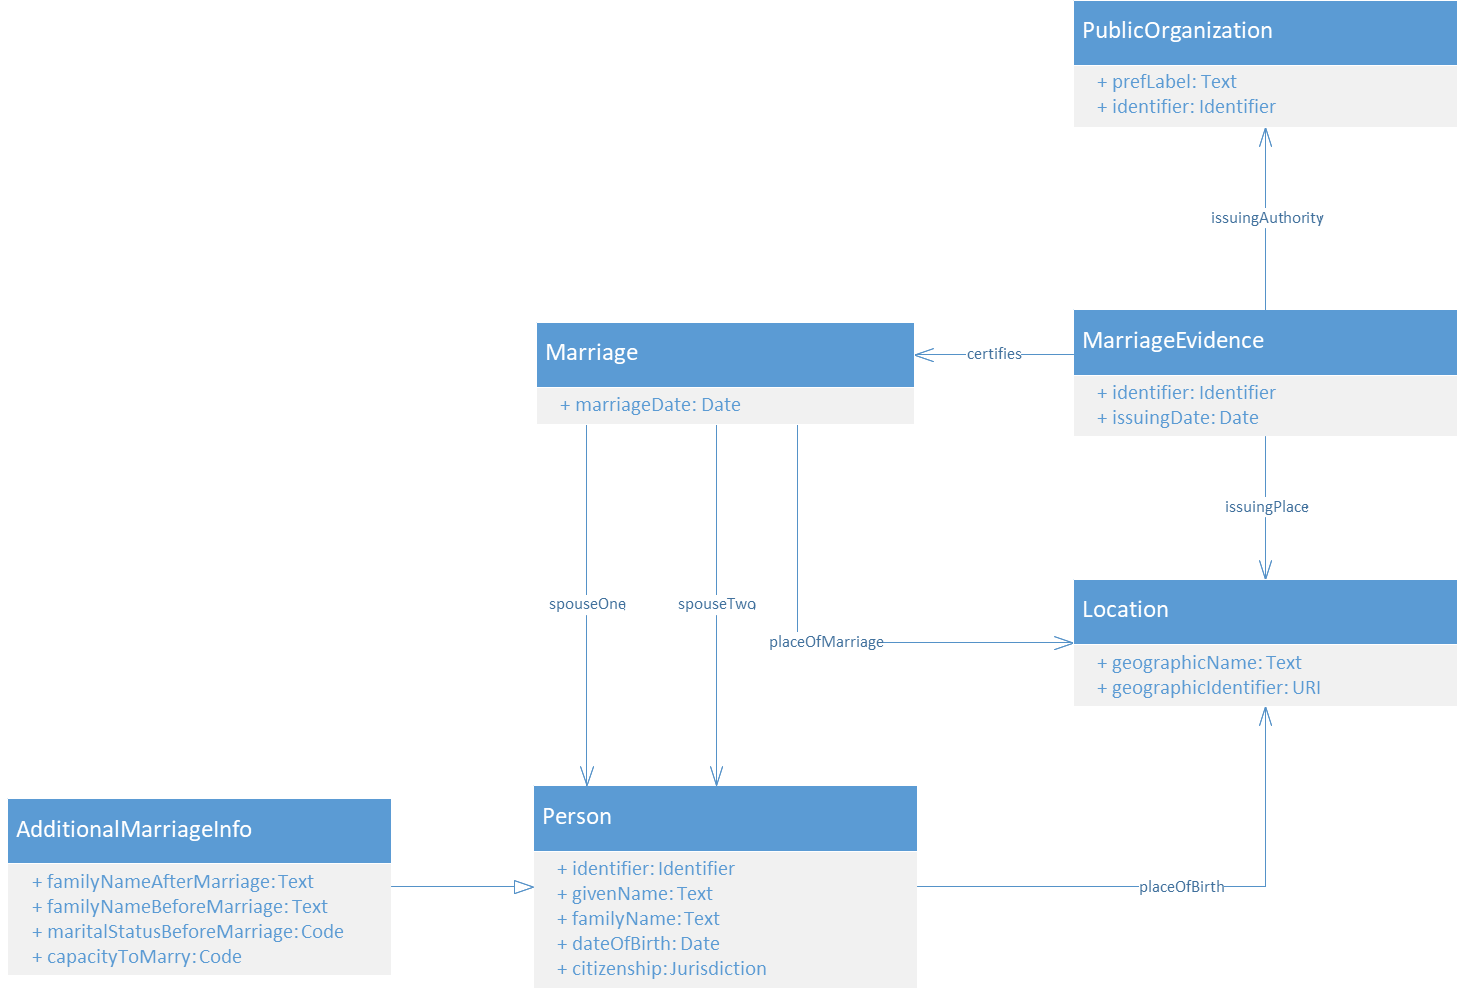 PublicOrganization
+ prefLabel: Text
+ identifier: Identifier
issuingAuthority
Marriage
+ marriageDate: Date
certifies
MarriageEvidence
+ identifier: Identifier
+ issuingDate: Date
issuingPlace
spouseOne
spouseTwo
placeOfMarriage
Location
+ geographicName: Text
+ geographicIdentifier: URI
AdditionalMarriageInfo
+ familyNameAfterMarriage: Text
+ familyNameBeforeMarriage: Text
+ maritalStatusBeforeMarriage: Code
+ capacityToMarry: Code
Person
+ identifier: Identifier
+ givenName: Text
+ familyName: Text
+ dateOfBirth: Date
+ citizenship: Jurisdiction
placeOfBirth